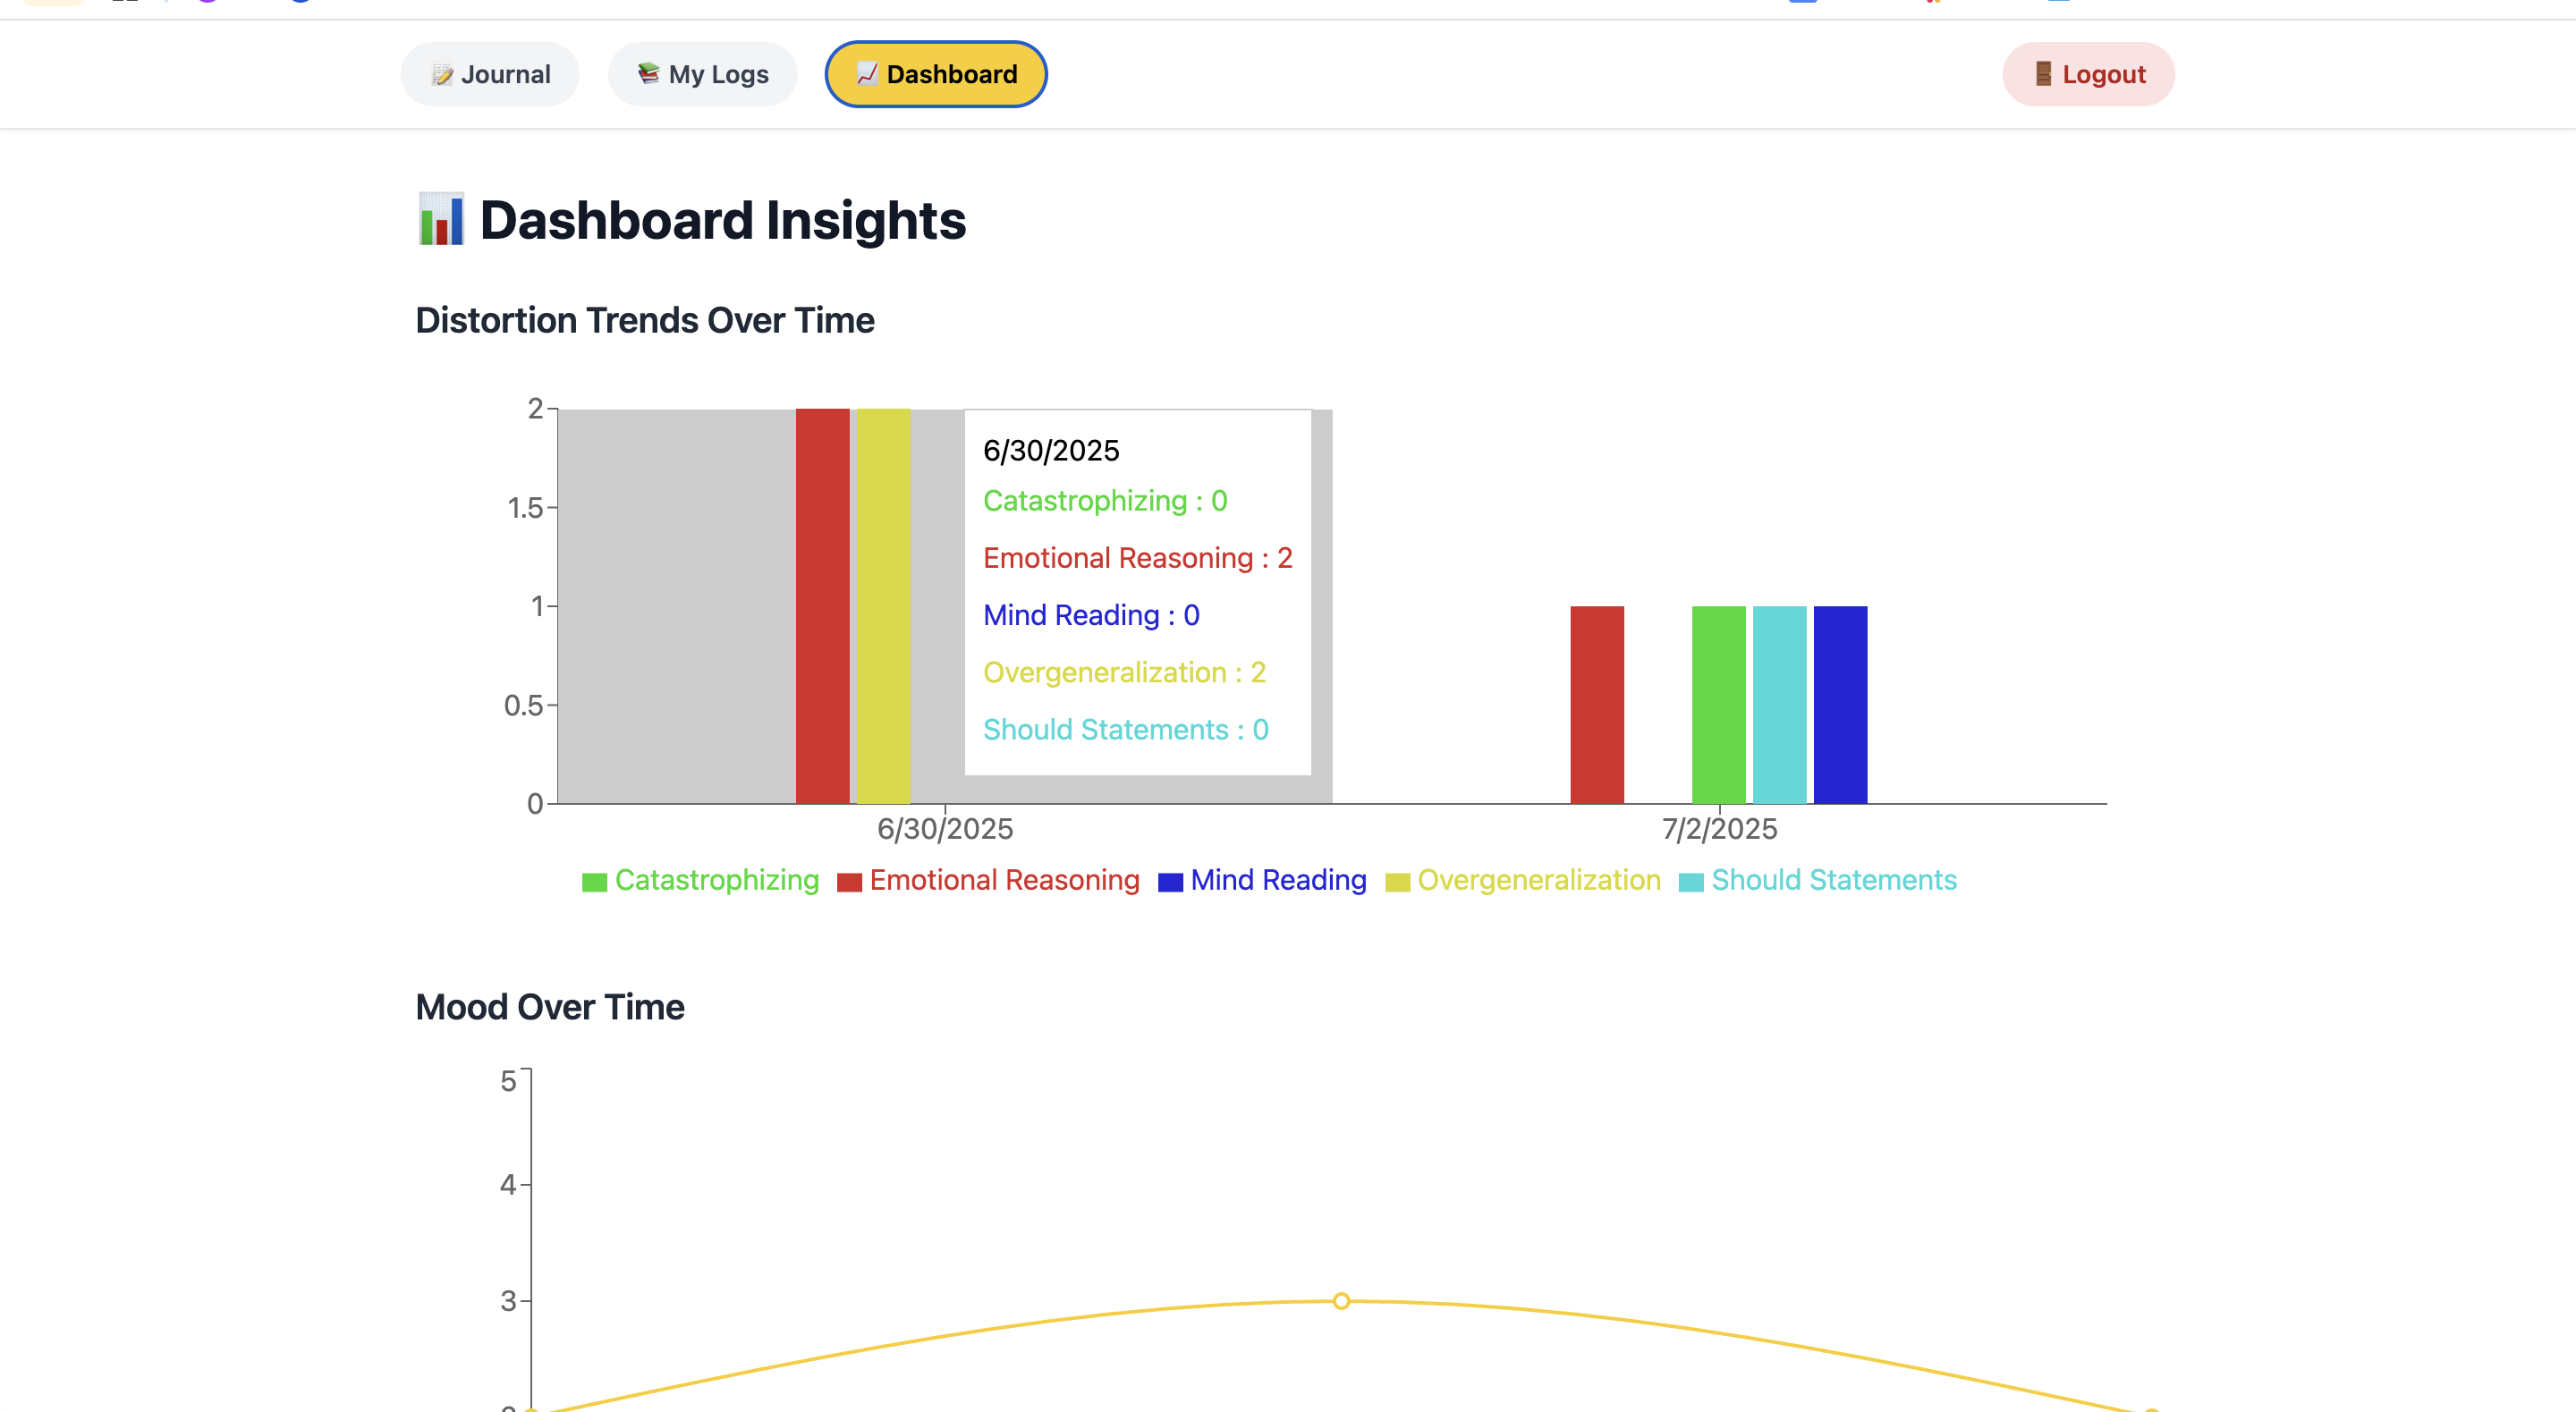 Journal
My Logs
Dashboard
Logout
Dashboard Insights
Distortion Trends Over Time
2
1.5
1
0.5
0
6/30/2025
Catastrophizing : 0
Emotional Reasoning : 2
Mind Reading : 0
Overgeneralization : 2
Should Statements : 0
6/30/2025 7/2/2025
Catastrophizing Emotional Reasoning Mind Reading Overgeneralization Should Statements
Mood Over Time
5
4
3